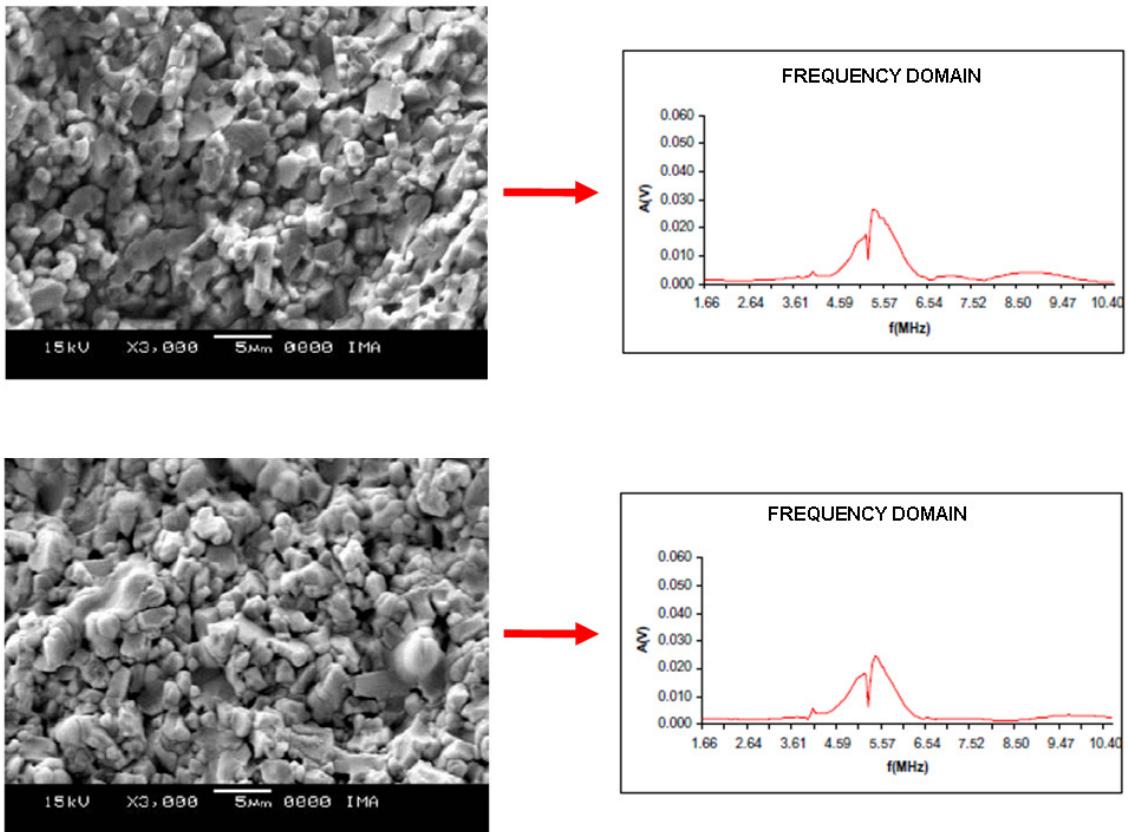 FREQUENCY DOMAIN
0.060
0.050
0.040
0.030
0.020
0.010
0.000
A(V)
1.66 2.64 3.61 4.59 5.57 6.54 7.52 8.50 9.47 10.40
f(MHz)
15kV X3,000 5µm 0000 IMA
FREQUENCY DOMAIN
0.060
0.050
0.040
0.030
0.020
0.010
0.000
A(V)
1.66 2.64 3.61 4.59 5.57 6.54 7.52 8.50 9.47 10.40
f(MHz)
15kV X3,000 5µm 0000 IMA